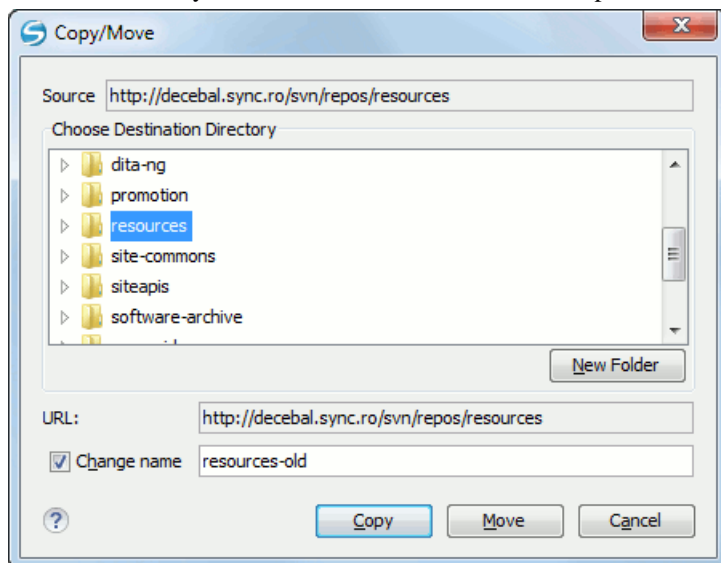 Copy/Move
Source http://decebal.sync.ro/svn/repos/resources
Choose Destination Directory
dita-ng
promotion
resources
site-commons
siteapis
software-archive
New Folder
URL: http://decebal.sync.ro/svn/repos/resources
Change name resources-old
? Copy Move Cancel